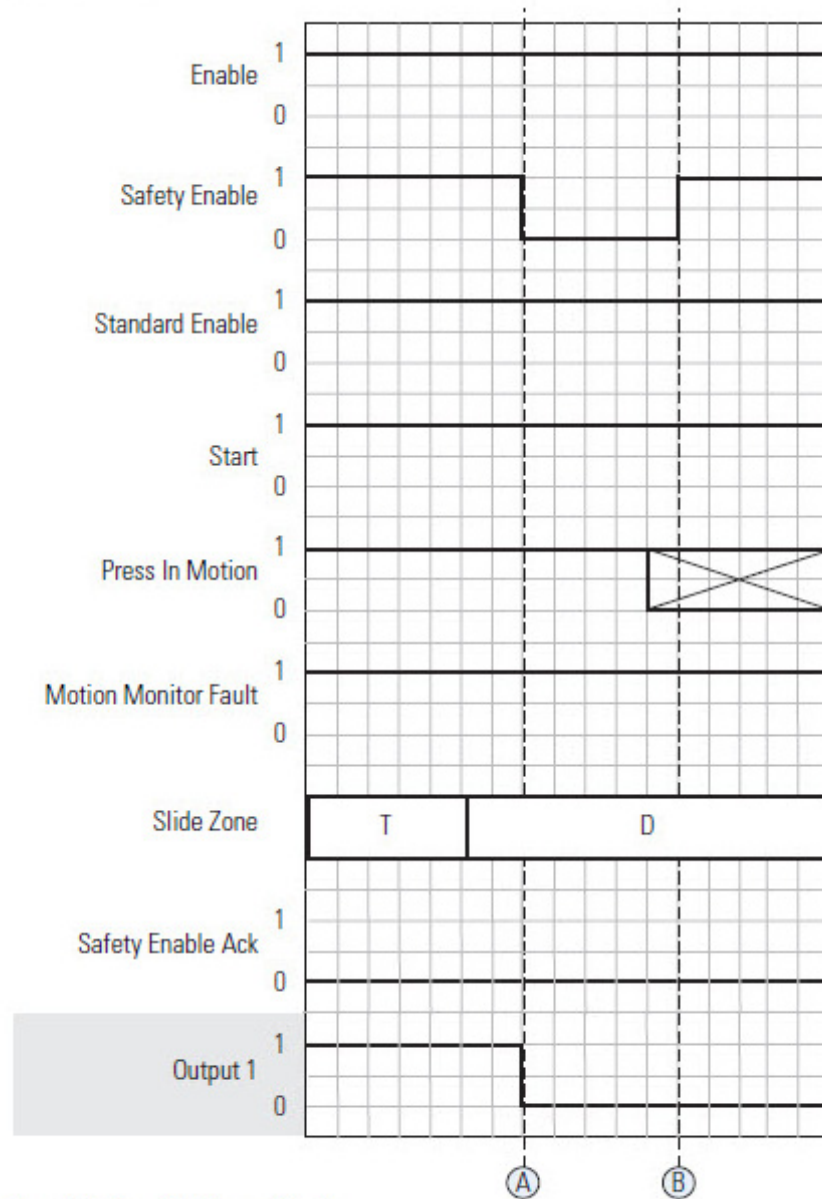 1
Enable
0
1
Safety Enable
0
1
Standard Enable
0
1
Start
0
1
Press In Motion
0
1
Motion Monitor Fault
0
Slide Zone T D
1
Safety Enable Ack
0
1
Output 1
0
A B